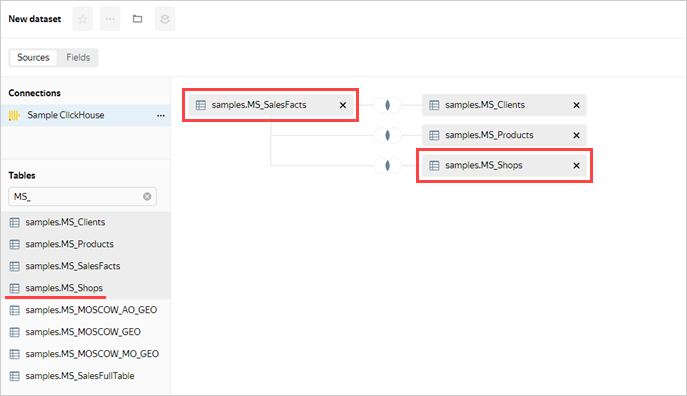 New dataset
Sources Fields
Connections
Sample ClickHouse
Tables
MS_
samples.MS_Clients
samples.MS_Products
samples.MS_SalesFacts
samples.MS_Shops
samples.MS_MOSCOW_AO_GEO
samples.MS_MOSCOW_GEO
samples.MS_MOSCOW_MO_GEO
samples.MS_SalesFullTable
samples.MS_SalesFacts
samples.MS_Clients
samples.MS_Products
samples.MS_Shops